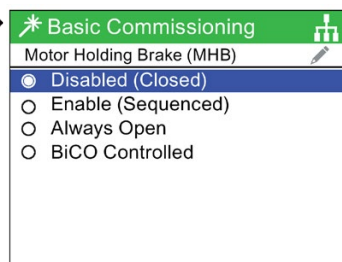 Basic Commissioning
Motor Holding Brake (MHB)
Disabled (Closed)
Enable (Sequenced)
Always Open
BiCO Controlled